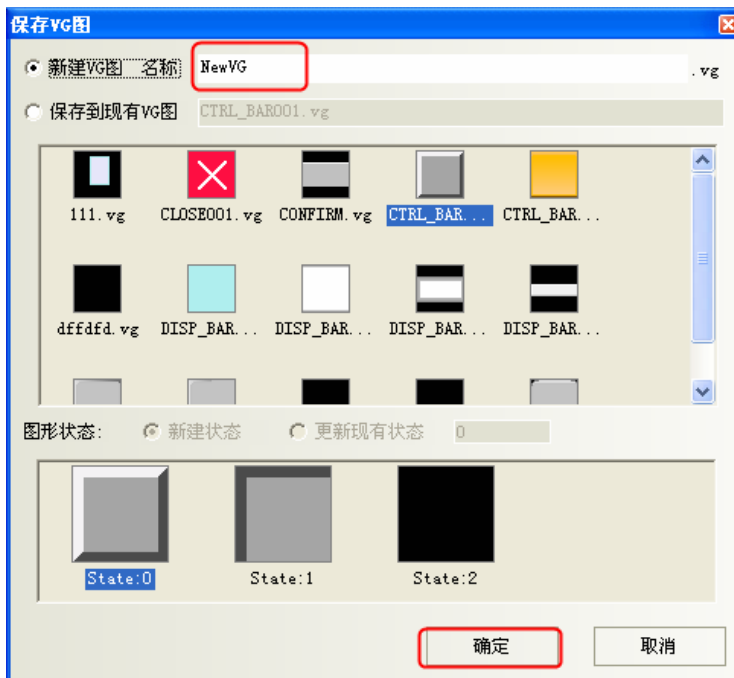 保存VG图
新建VG图 名称 NewVG .vg
保存到现有VG图 CTRL_BAR001.vg
111.vg CLOSE001.vg CONFIRM.vg CTRL_BAR... CTRL_BAR...
dffdfd.vg DISP_BAR... DISP_BAR... DISP_BAR... DISP_BAR...
图形状态: 新建状态 更新现有状态 0
State:0 State:1 State:2
确定 取消